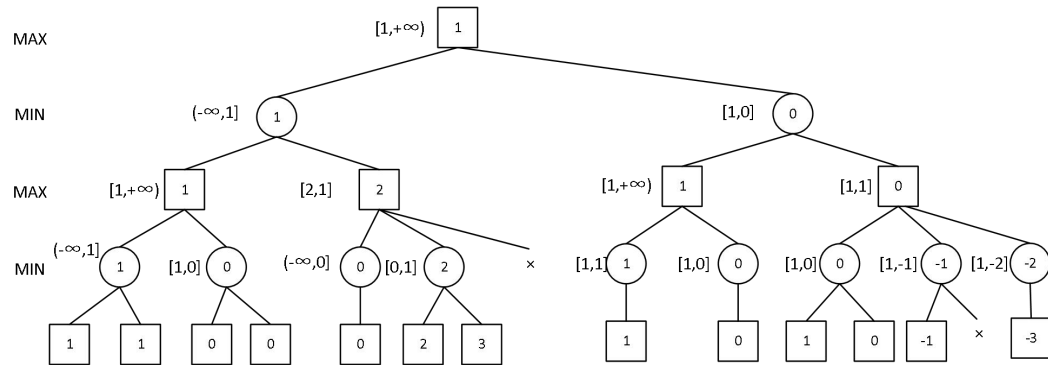 MAX [1,+∞) 1
MIN (-∞,1] 1 [1,0] 0
MAX [1,+∞) 1 [2,1] 2 [1,+∞) 1 [1,1] 0
MIN (-∞,1] 1 [1,0] 0 (-∞,0] 0 [0,1] 2 × [1,1] 1 [1,0] 0 [1,0] 0 [1,-1] -1 [1,-2] -2
1 1 0 0 0 2 3 1 0 1 0 -1 × -3